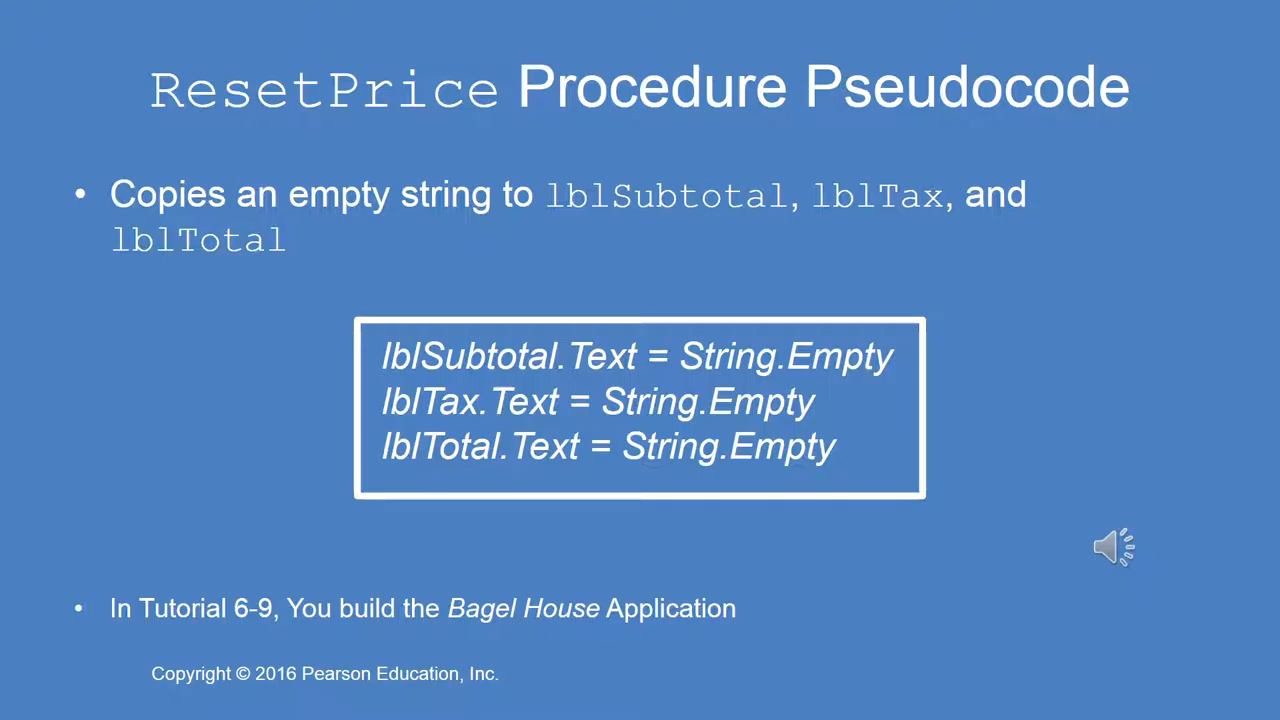 ResetPrice Procedure Pseudocode
• Copies an empty string to lblSubtotal, lblTax, and
lblTotal
lblSubtotal.Text = String.Empty
lblTax.Text = String.Empty
lblTotal.Text = String.Empty
• In Tutorial 6-9, You build the Bagel House Application
Copyright © 2016 Pearson Education, Inc.